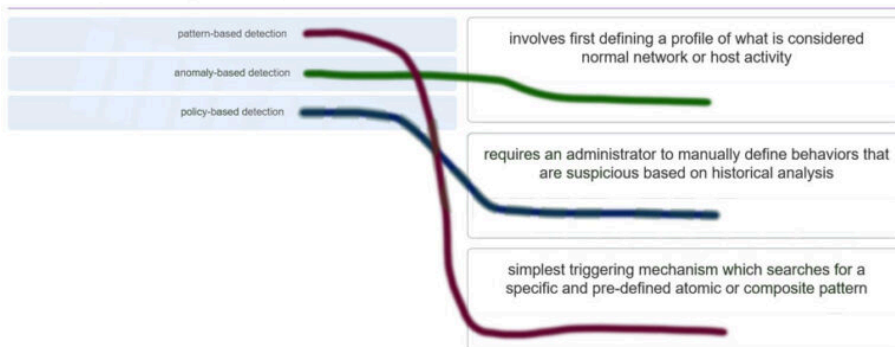 pattern-based detection
anomaly-based detection
policy-based detection
involves first defining a profile of what is considered
normal network or host activity
requires an administrator to manually define behaviors that
are suspicious based on historical analysis
simplest triggering mechanism which searches for a
specific and pre-defined atomic or composite pattern